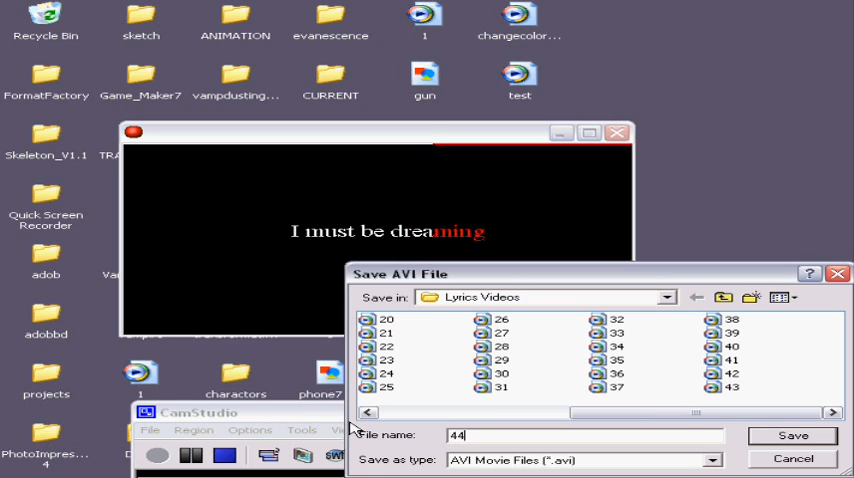 Recycle Bin
sketch
ANIMATION
evanescence
1
changecolor...
FormatFactory
Game_Maker7
vampdusting...
CURRENT
gun
test
Skeleton_V1.1
TRA
I must be dreaming
Quick Screen
Recorder
adob
Va
adobbd
projects
1
charactors
phone7
PhotoImpres...
4
D
Save AVI File
Save in:
Lyrics Videos
20
26
32
38
21
27
33
39
22
28
34
40
23
29
35
41
24
30
36
42
25
31
37
43
File name:
44
Save
Save as type:
AVI Movie Files (*.avi)
Cancel
CamStudio
File
Region
Options
Tools
Vi
SWF